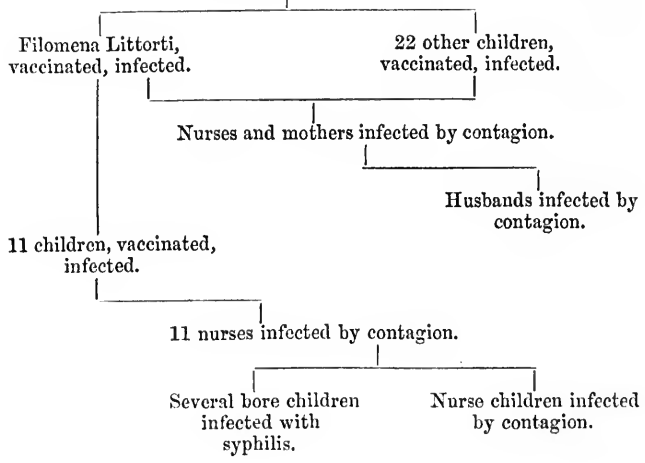 Filomena Littorti,
vaccinated, infected.
22 other children,
vaccinated, infected.
Nurses and mothers infected by contagion.
Husbands infected by
contagion.
11 children, vaccinated,
infected.
11 nurses infected by contagion.
Several bore children
infected with
syphilis.
Nurse children infected
by contagion.